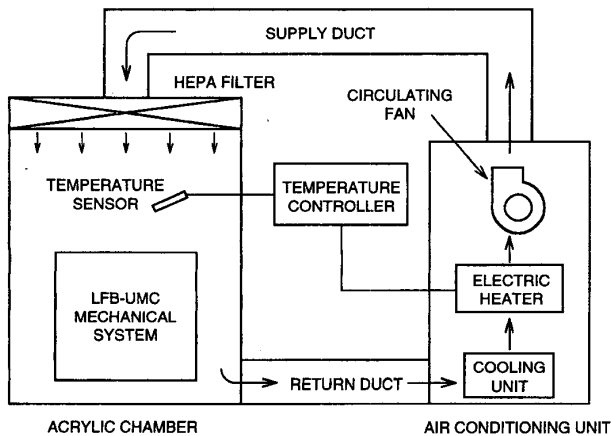 SUPPLY DUCT
HEPA FILTER
CIRCULATING
FAN
TEMPERATURE
SENSOR
TEMPERATURE
CONTROLLER
LFB-UMC
MECHANICAL
SYSTEM
ELECTRIC
HEATER
RETURN DUCT
COOLING
UNIT
ACRYLIC CHAMBER
AIR CONDITIONING UNIT